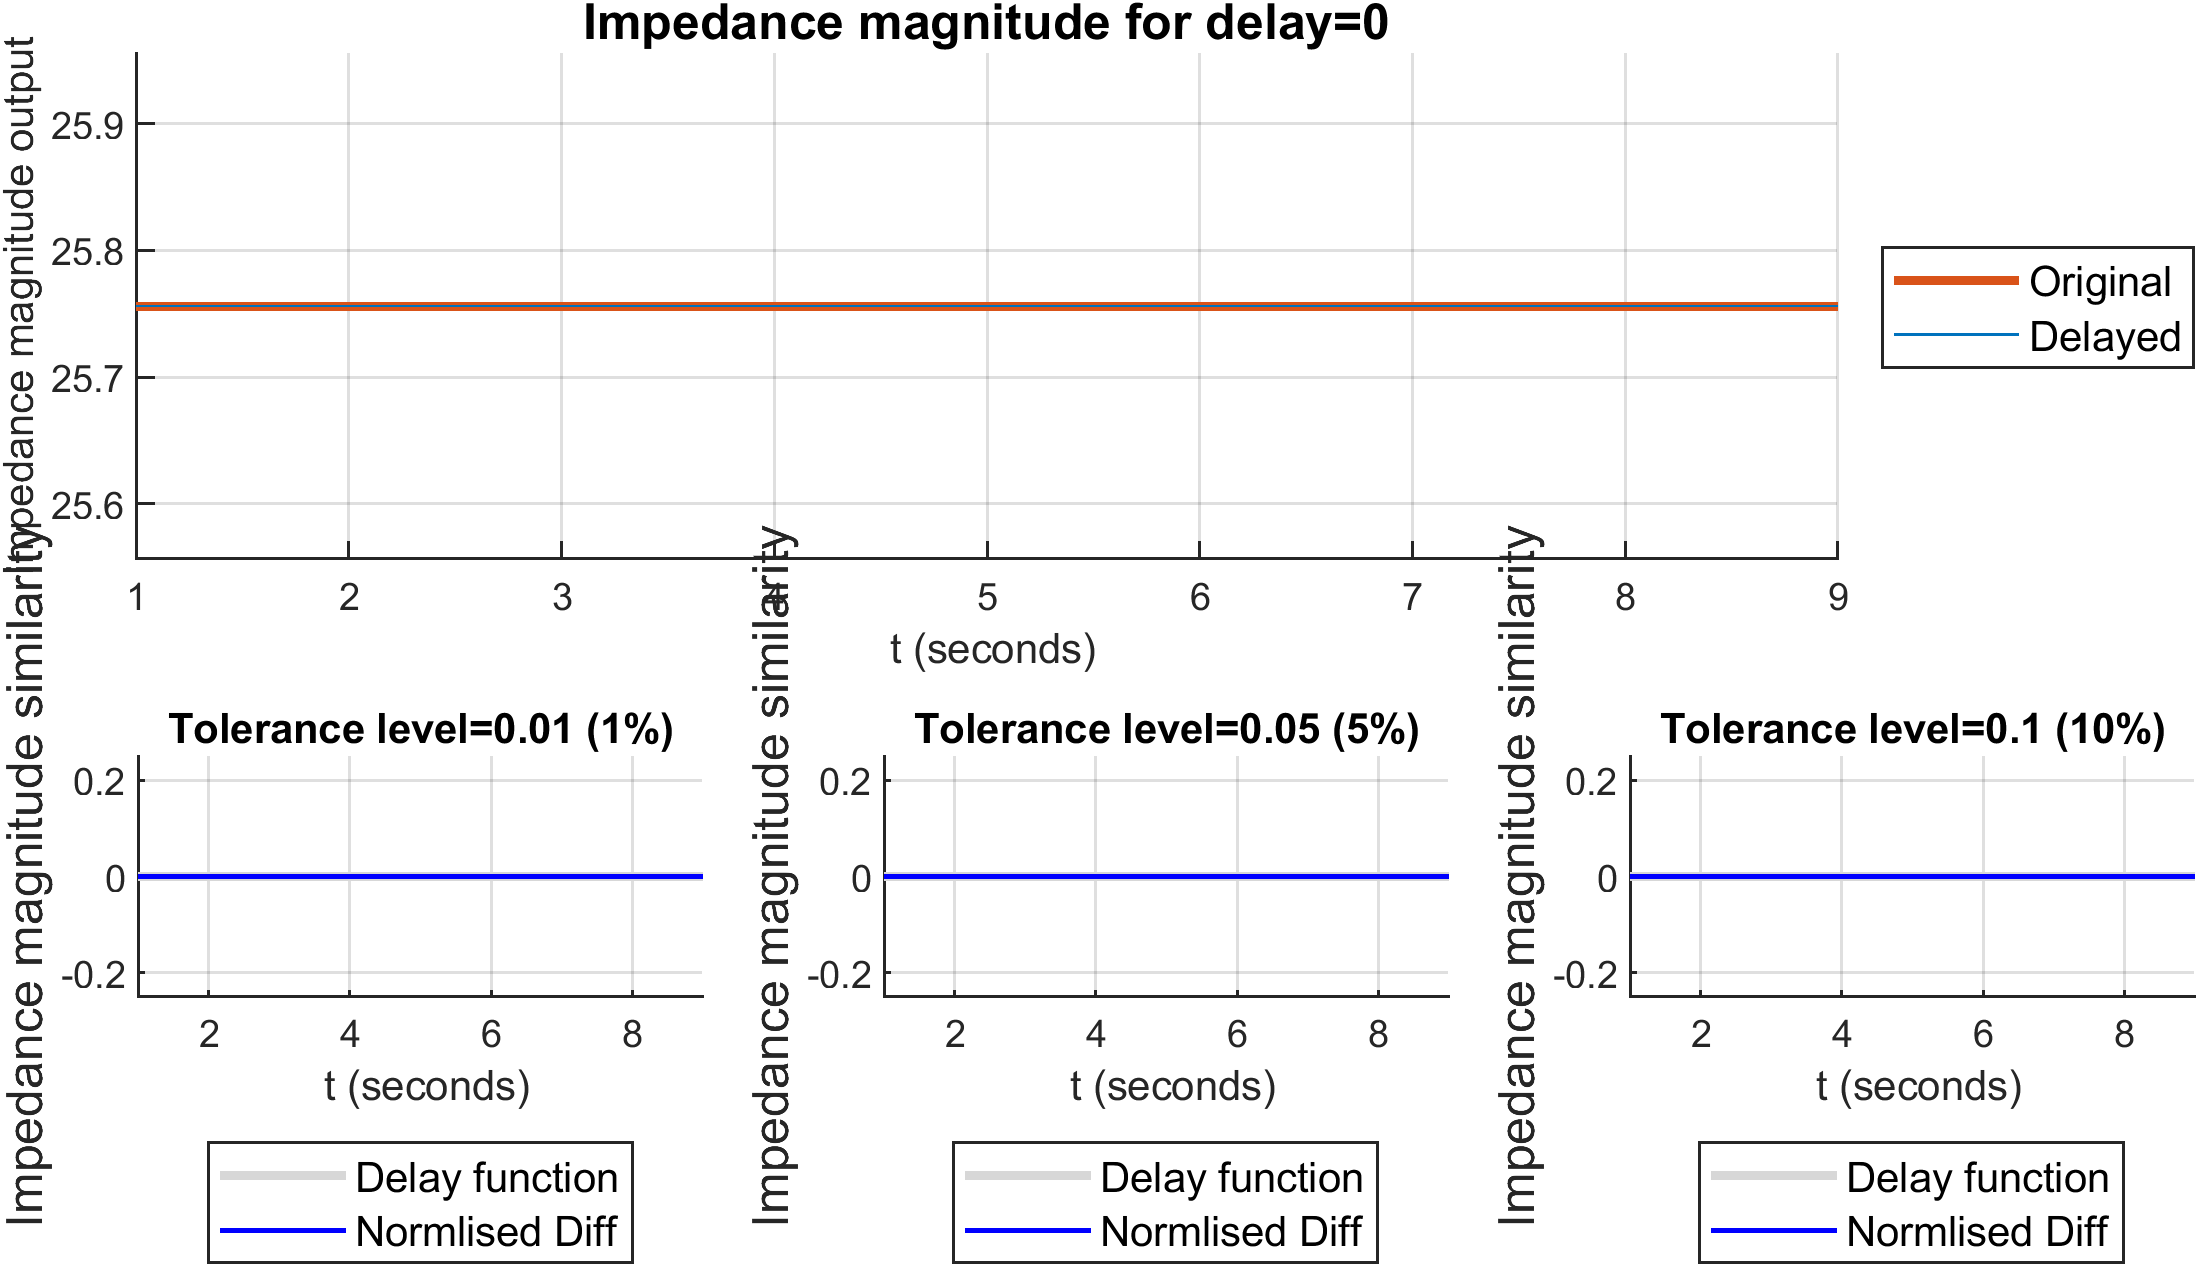 Impedance magnitude for delay=0
Impedance magnitude output
25.9
25.8
25.7
25.6
1 2 3 4 5 6 7 8 9
t (seconds)
Original
Delayed
Impedance magnitude similarity
Tolerance level=0.01 (1%)
0.2
0
-0.2
2 4 6 8
t (seconds)
Delay function
Normlised Diff
Impedance magnitude similarity
Tolerance level=0.05 (5%)
0.2
0
-0.2
2 4 6 8
t (seconds)
Delay function
Normlised Diff
Impedance magnitude similarity
Tolerance level=0.1 (10%)
0.2
0
-0.2
2 4 6 8
t (seconds)
Delay function
Normlised Diff